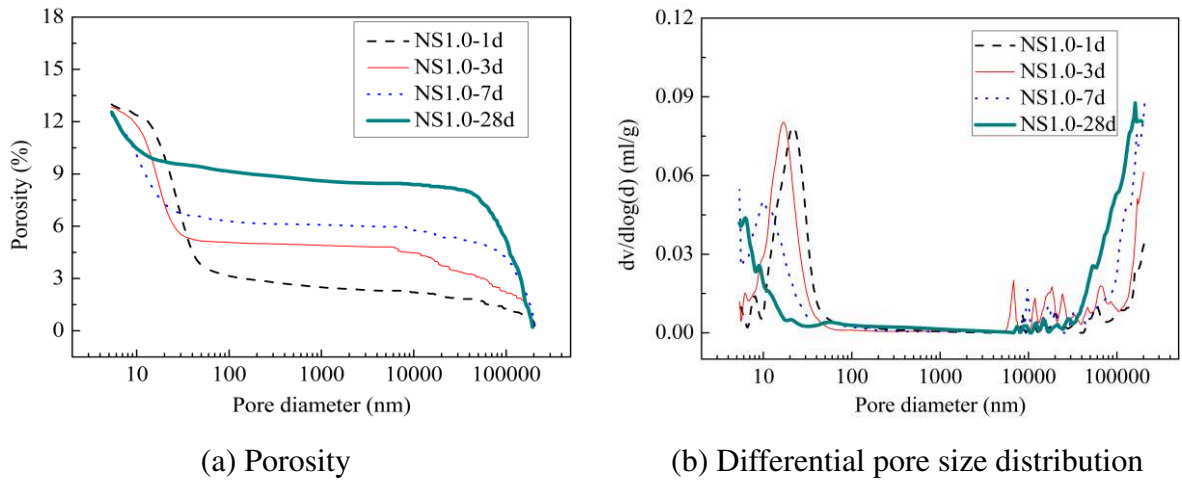 18
15
12
9
6
3
0
Porosity (%)
NS1.0-1d
NS1.0-3d
NS1.0-7d
NS1.0-28d
10 100 1000 10000 100000
Pore diameter (nm)
(a) Porosity
0.12
0.09
0.06
0.03
0.00
dv/dlog(d) (ml/g)
NS1.0-1d
NS1.0-3d
NS1.0-7d
NS1.0-28d
10 100 1000 10000 100000
Pore diameter (nm)
(b) Differential pore size distribution